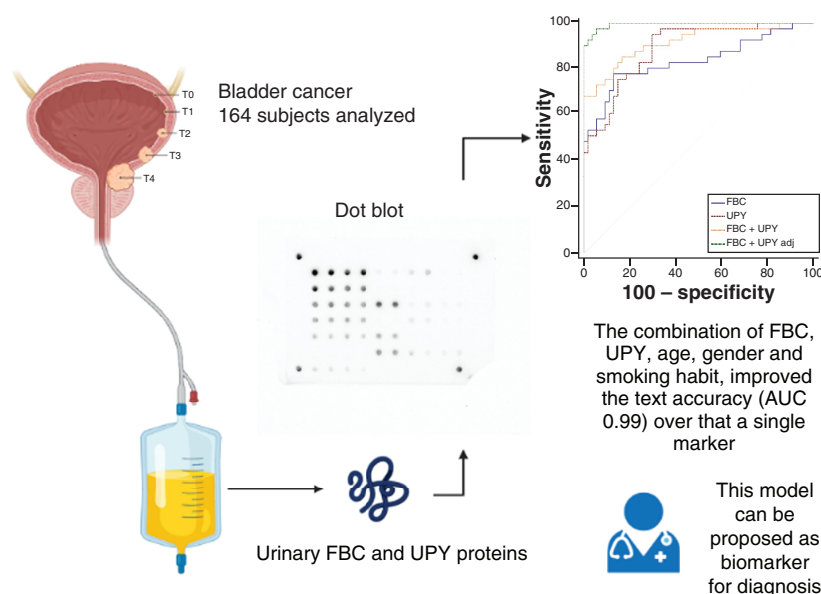 Bladder cancer
164 subjects analyzed
T0
T1
T2
T3
T4
Dot blot
Urinary FBC and UPY proteins
Sensitivity
100
80
60
40
20
0
0
20
40
60
80
100
100 – specificity
FBC
UPY
FBC + UPY
FBC + UPY adj
The combination of FBC,
UPY, age, gender and
smoking habit, improved
the text accuracy (AUC
0.99) over that a single
marker
This model
can be
proposed as
biomarker
for diagnosis